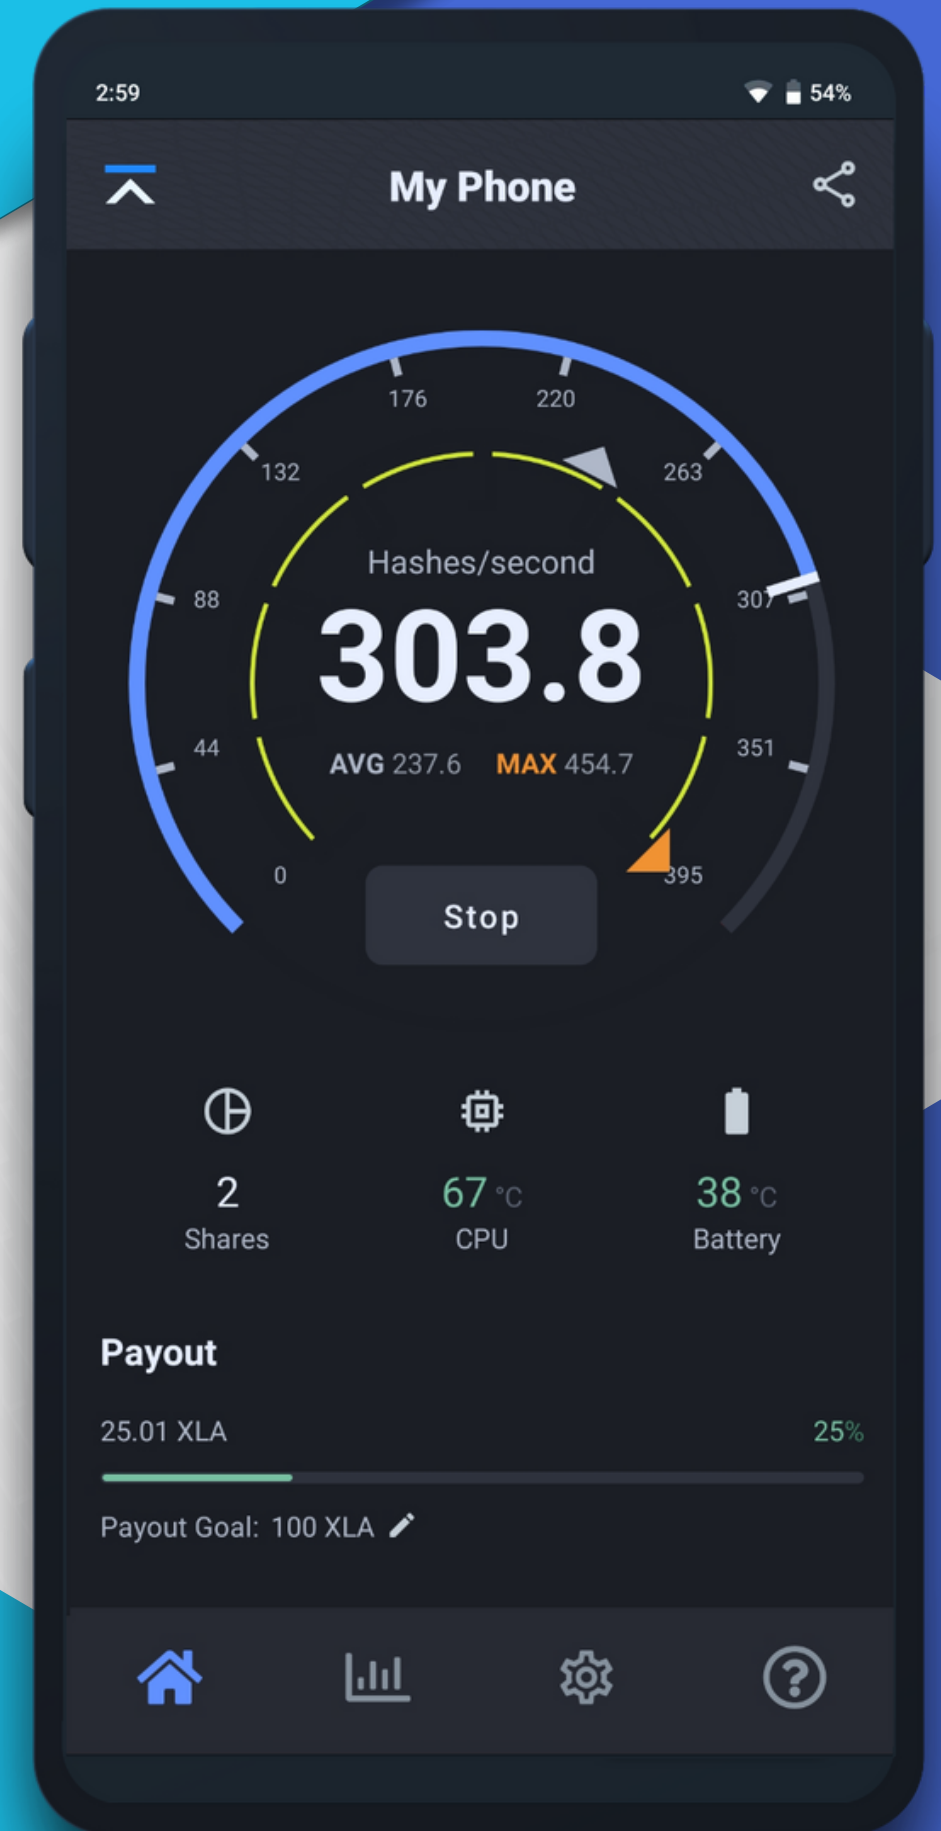 2:59 54%
My Phone
176 220
132 263
Hashes/second
88 307
303.8
44 351
AVG 237.6 MAX 454.7
0 395
Stop
2 67 °C 38 °C
Shares CPU Battery
Payout
25.01 XLA 25%
Payout Goal: 100 XLA